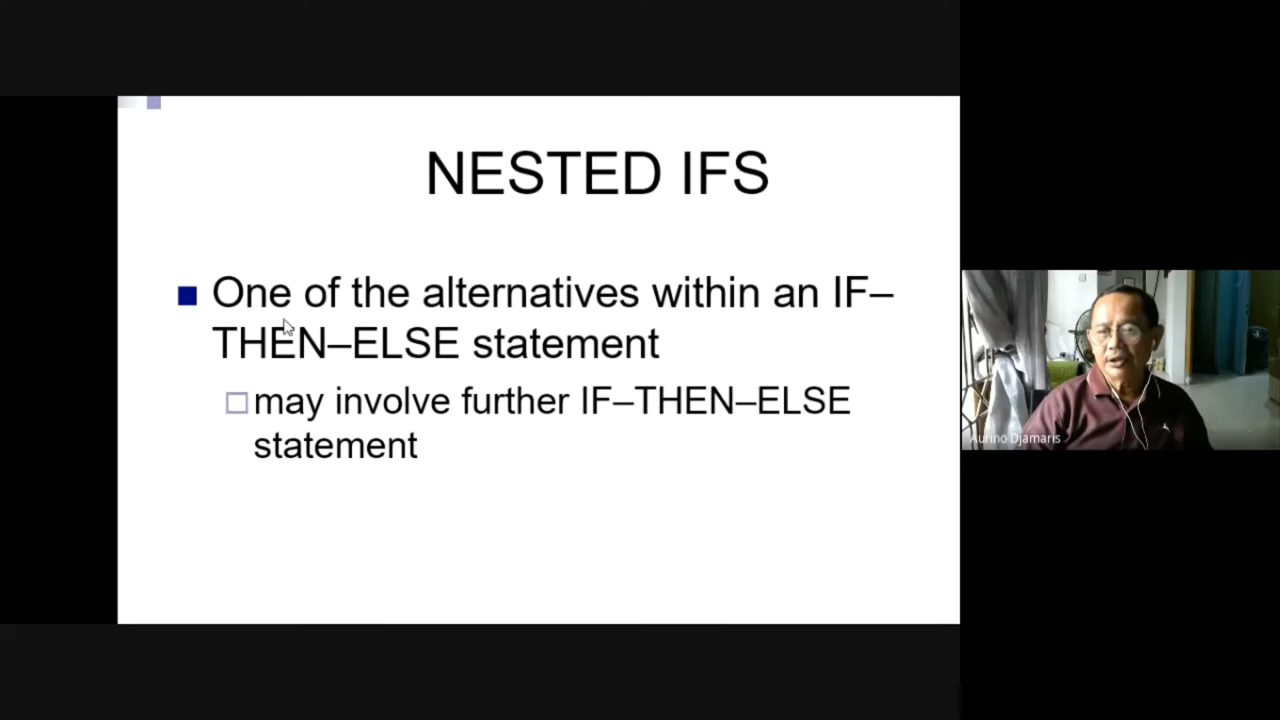 NESTED IFS
One of the alternatives within an IF–
THEN–ELSE statement
may involve further IF–THEN–ELSE
statement
Aurino Djamaris